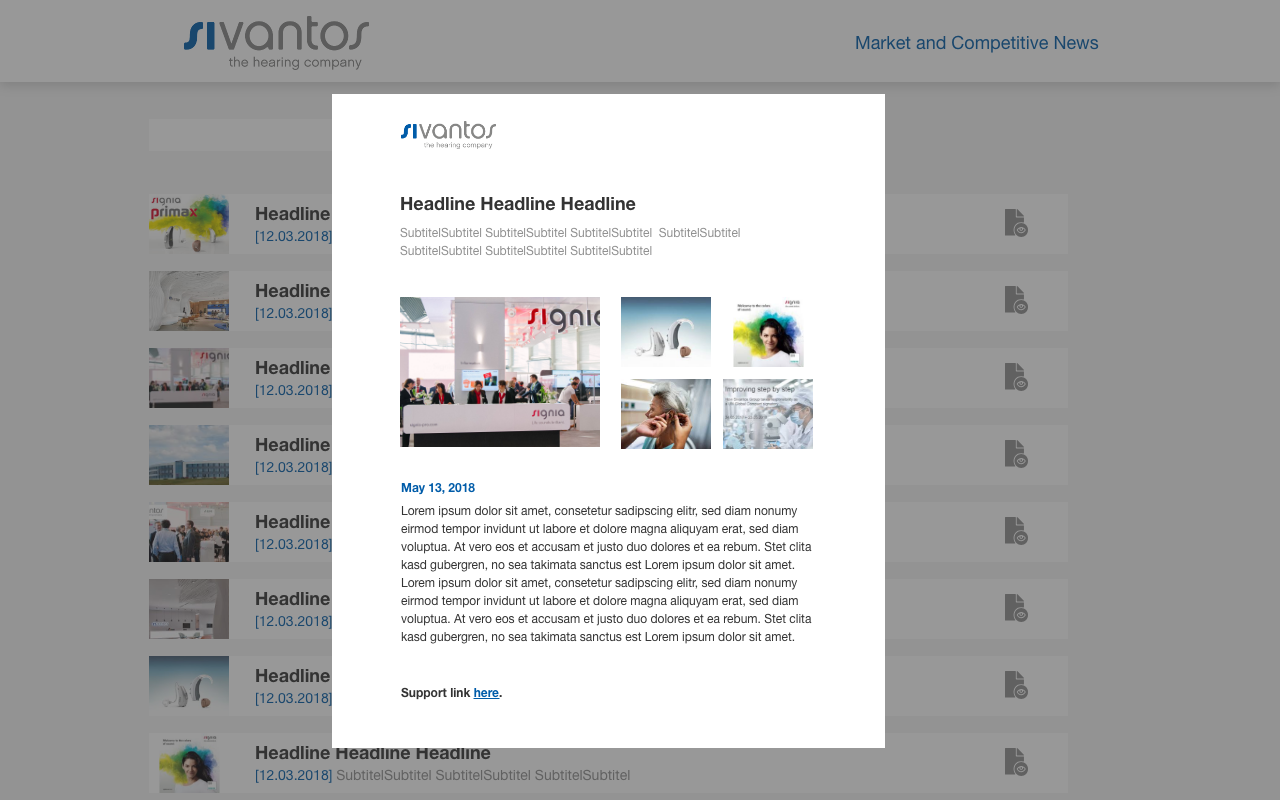 sivantos
the hearing company
Market and Competitive News
sivantos
the hearing company
Headline Headline Headline
SubtitelSubtitel SubtitelSubtitel SubtitelSubtitel SubtitelSubtitel
SubtitelSubtitel SubtitelSubtitel SubtitelSubtitel
signia
signia
Improving step by step
May 13, 2018
Lorem ipsum dolor sit amet, consetetur sadipscing elitr, sed diam nonumy
eirmod tempor invidunt ut labore et dolore magna aliquyam erat, sed diam
voluptua. At vero eos et accusam et justo duo dolores et ea rebum. Stet clita
kasd gubergren, no sea takimata sanctus est Lorem ipsum dolor sit amet.
Lorem ipsum dolor sit amet, consetetur sadipscing elitr, sed diam nonumy
eirmod tempor invidunt ut labore et dolore magna aliquyam erat, sed diam
voluptua. At vero eos et accusam et justo duo dolores et ea rebum. Stet clita
kasd gubergren, no sea takimata sanctus est Lorem ipsum dolor sit amet.
Support link here.
signia
primax
Headline
[12.03.2018]
Headline
[12.03.2018]
Headline
[12.03.2018]
Headline
[12.03.2018]
Headline
[12.03.2018]
Headline
[12.03.2018]
Headline
[12.03.2018]
Headline Headline Headline
[12.03.2018] SubtitelSubtitel SubtitelSubtitel SubtitelSubtitel